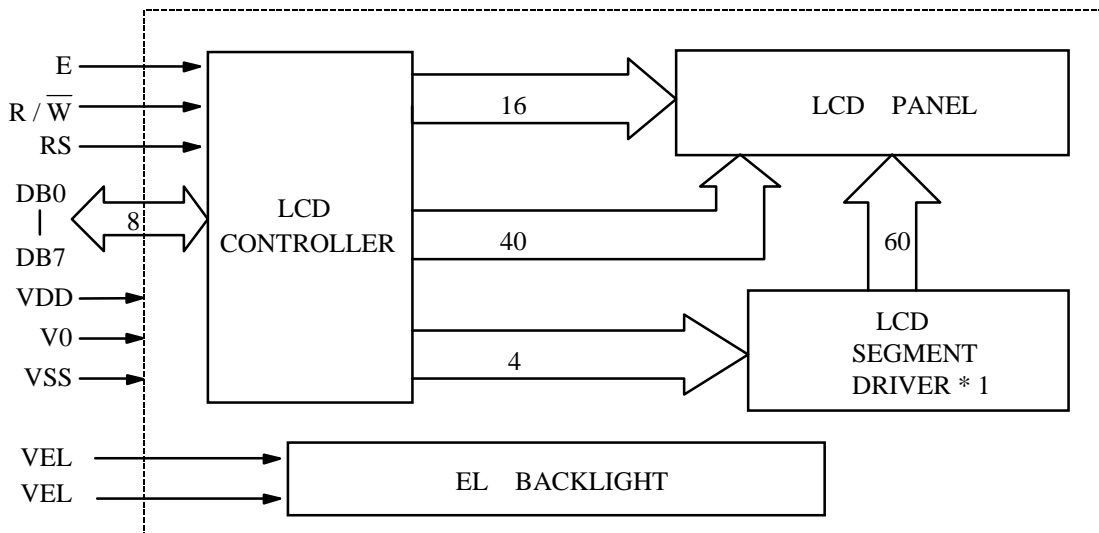 E
R / W̅
RS
DB0
DB7
VDD
V0
VSS
VEL
VEL
8
LCD
CONTROLLER
16
40
4
LCD PANEL
60
LCD
SEGMENT
DRIVER * 1
EL BACKLIGHT